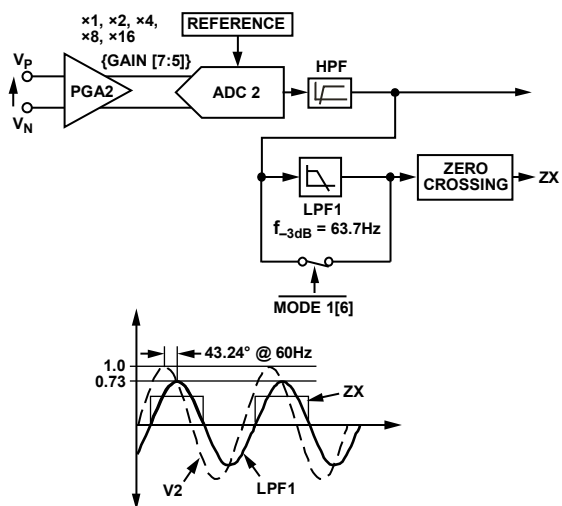 ×1, ×2, ×4,
×8, ×16
REFERENCE
{GAIN [7:5]}
HPF
VP
PGA2
ADC 2
VN
LPF1
f–3dB = 63.7Hz
ZERO
CROSSING
ZX
MODE 1[6]
43.24° @ 60Hz
1.0
0.73
ZX
V2
LPF1